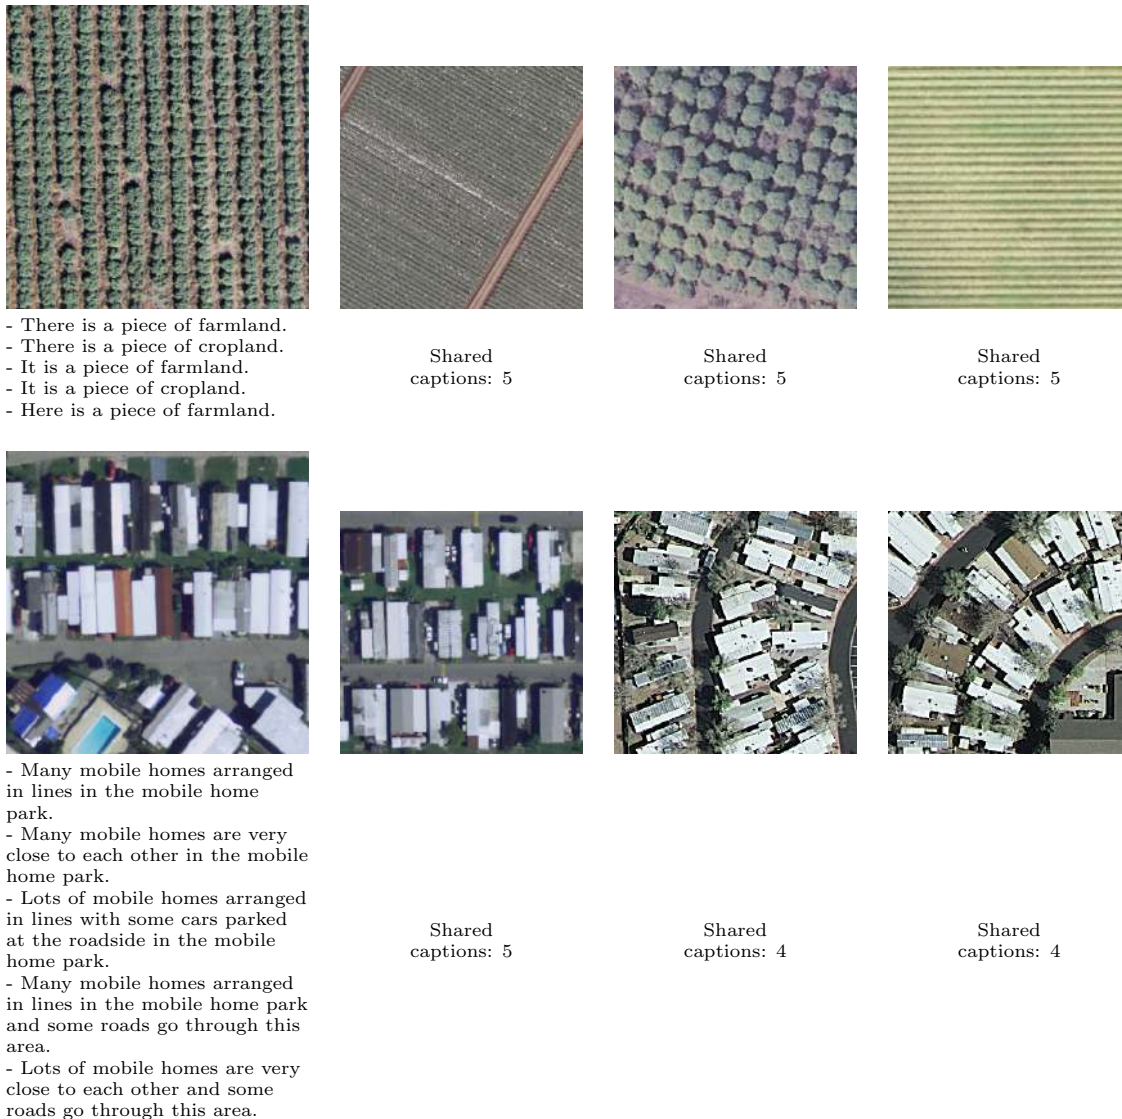 - There is a piece of farmland.
- There is a piece of cropland.
- It is a piece of farmland.
- It is a piece of cropland.
- Here is a piece of farmland.
Shared
captions: 5
Shared
captions: 5
Shared
captions: 5
- Many mobile homes arranged
in lines in the mobile home
park.
- Many mobile homes are very
close to each other in the mobile
home park.
- Lots of mobile homes arranged
in lines with some cars parked
at the roadside in the mobile
home park.
- Many mobile homes arranged
in lines in the mobile home park
and some roads go through this
area.
- Lots of mobile homes are very
close to each other and some
roads go through this area.
Shared
captions: 5
Shared
captions: 4
Shared
captions: 4